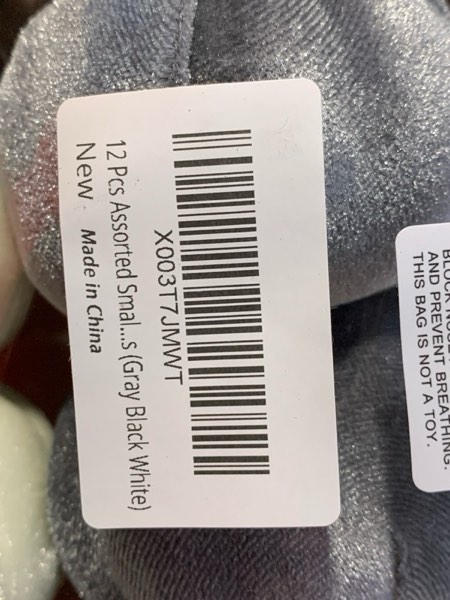 X003T7JMWT
12 Pcs Assorted Smal...s (Gray Black White)
New
Made in China
AND PREVENT BREATHING.
THIS BAG IS NOT A TOY.